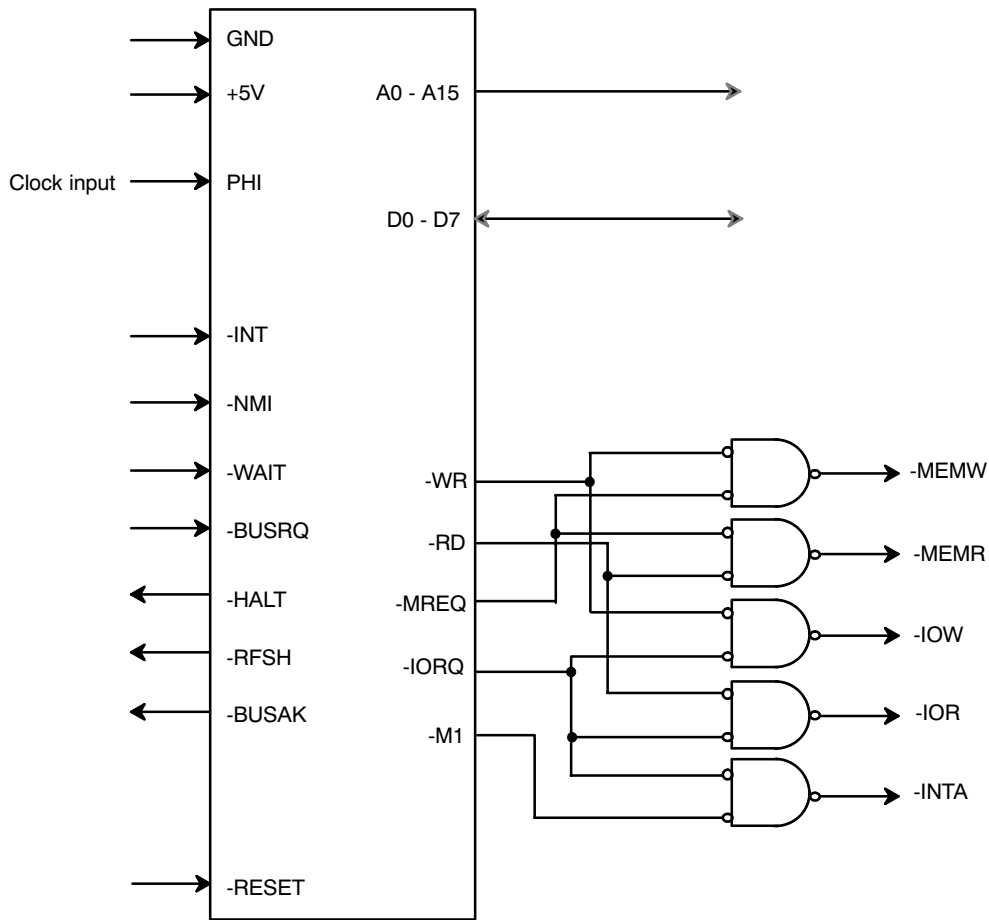 GND
+5V
A0 - A15
Clock input
PHI
D0 - D7
-INT
-NMI
-WAIT
-BUSRQ
-HALT
-RFSH
-BUSAK
-RESET
-WR
-RD
-MREQ
-IORQ
-M1
-MEMW
-MEMR
-IOW
-IOR
-INTA